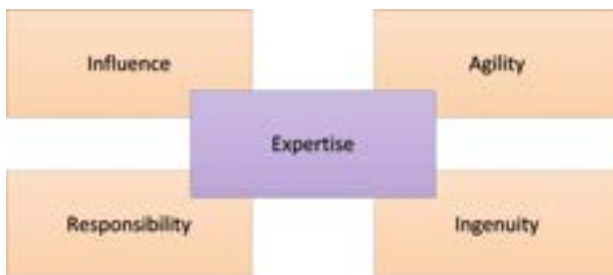 Influence
Agility
Expertise
Responsibility
Ingenuity